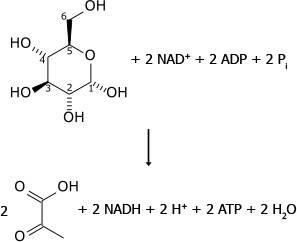 OH
6
HO
4
5
O
+ 2 NAD⁺ + 2 ADP + 2 Pᵢ
HO
3
2
1
OH
OH
2
O
OH
+ 2 NADH + 2 H⁺ + 2 ATP + 2 H₂O
O